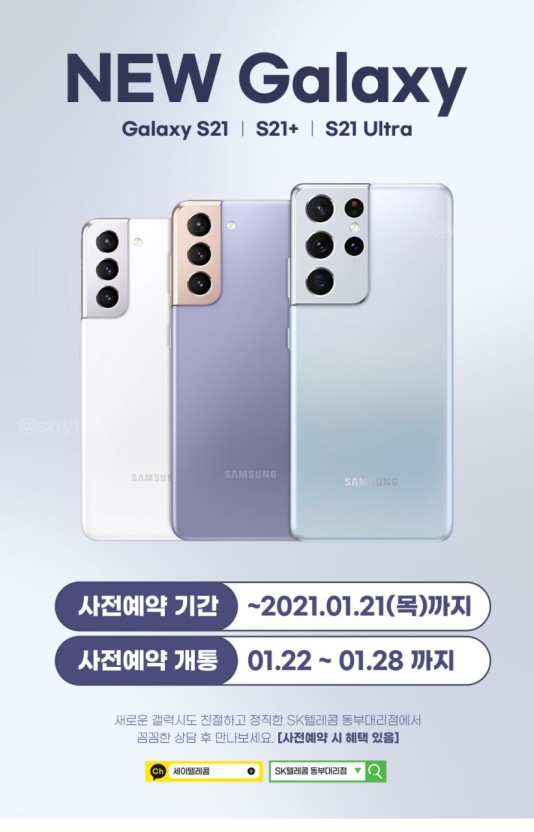 NEW Galaxy
Galaxy S21 | S21+ | S21 Ultra
SAMSUNG
SAMSUNG
사전예약 기간 ~2021.01.21(목)까지
사전예약 개통 01.22 ~ 01.28 까지
새로운 갤럭시도 친절하고 정직한 SK텔레콤 동부대리점에서
꼼꼼한 상담 후 만나보세요. [사전예약 시 혜택 있음]
Ch 세이텔레콤
SK텔레콤 동부대리점